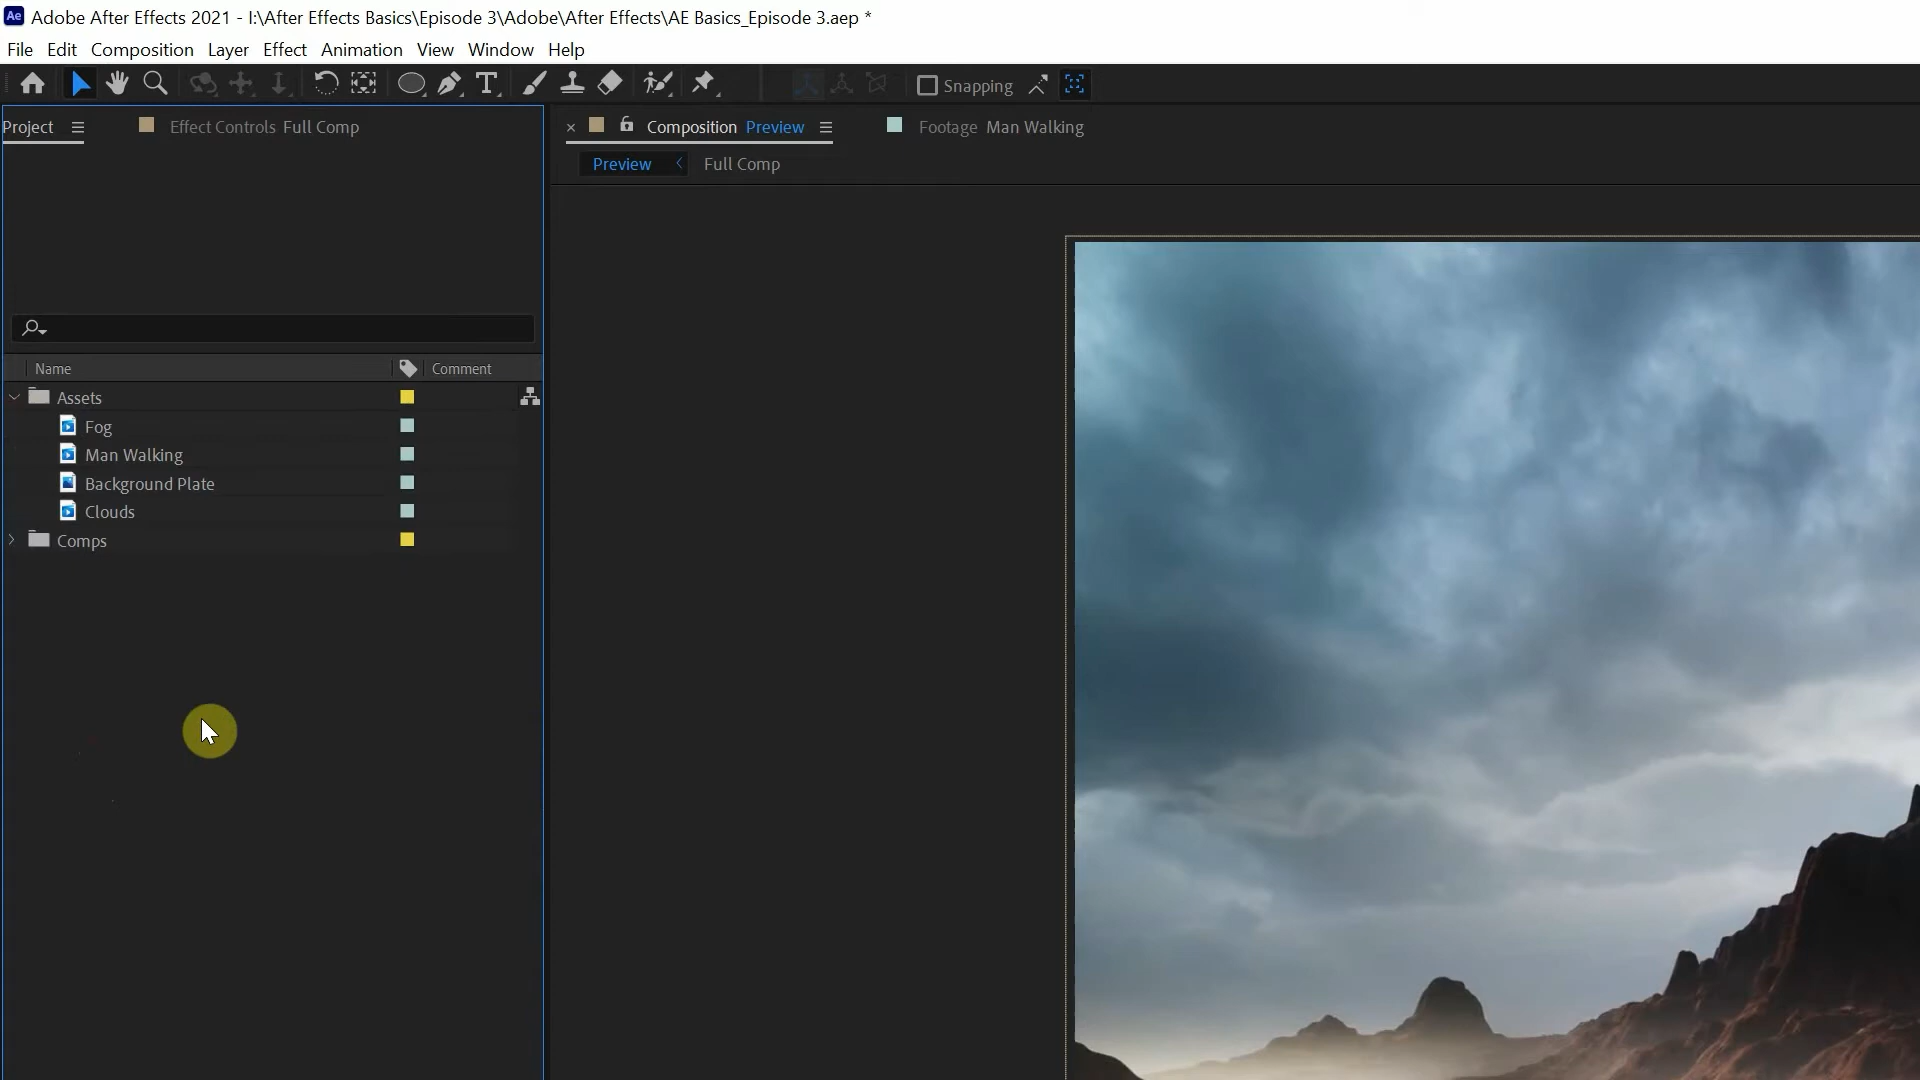 Ae Adobe After Effects 2021 - I:\After Effects Basics\Episode 3\Adobe\After Effects\AE Basics_Episode 3.aep *
File Edit Composition Layer Effect Animation View Window Help
T Snapping
Project Effect Controls Full Comp
× Composition Preview Footage Man Walking
Preview Full Comp
Name Comment
Assets
Fog
Man Walking
Background Plate
Clouds
Comps